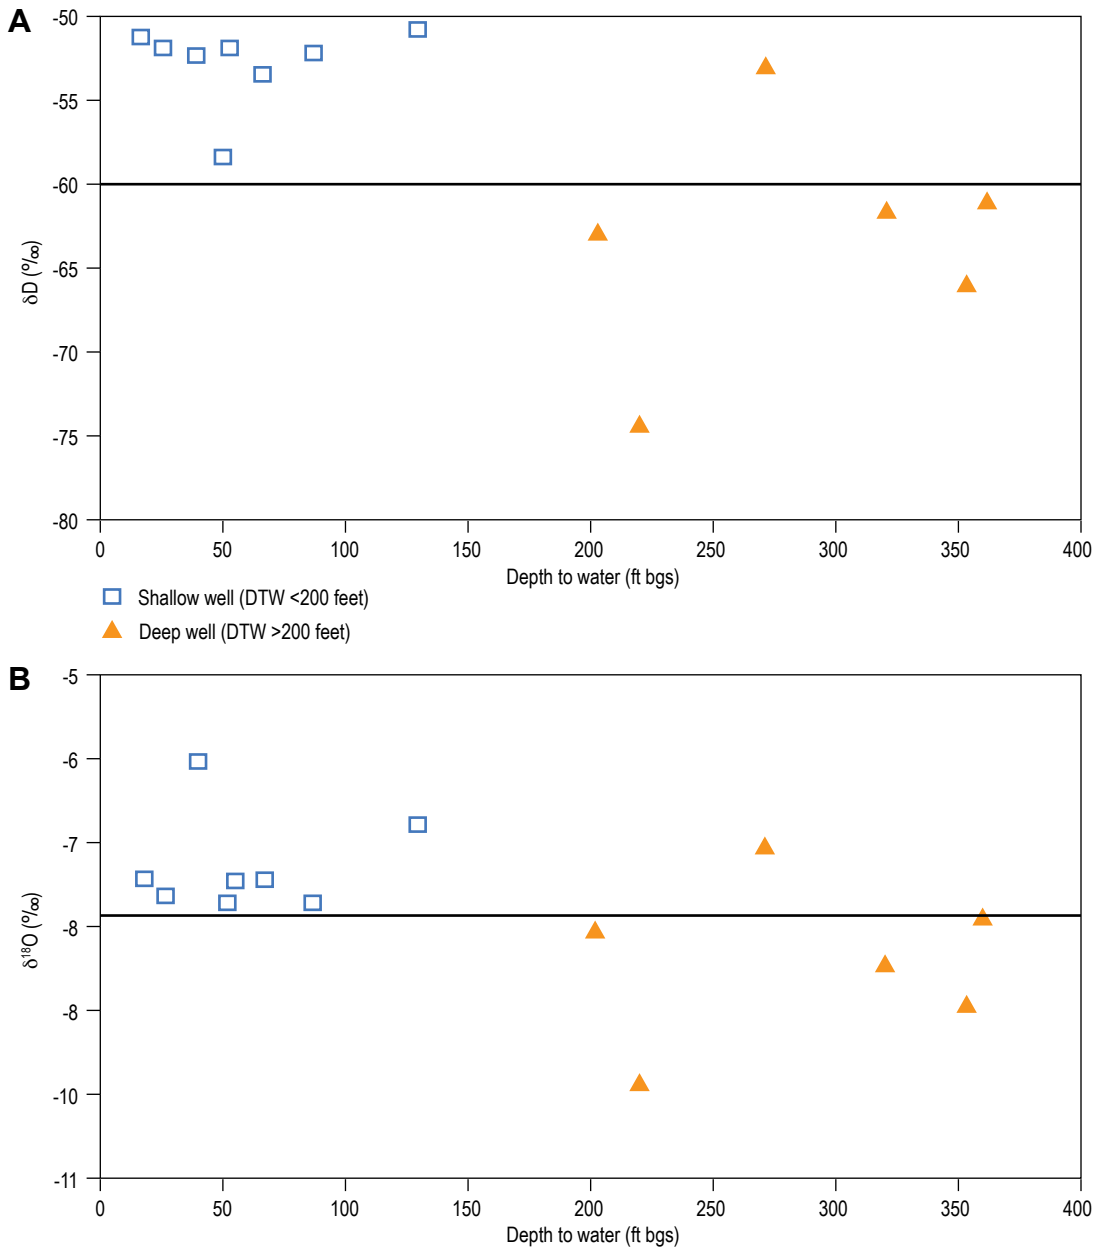 A
-50
-55
-60
-65
-70
-75
-80
δD (º/∞)
0 50 100 150 200 250 300 350 400
Depth to water (ft bgs)
Shallow well (DTW <200 feet)
Deep well (DTW >200 feet)
B
-5
-6
-7
-8
-8
-10
-11
δ¹⁸O (º/∞)
0 50 100 150 200 250 300 350 400
Depth to water (ft bgs)